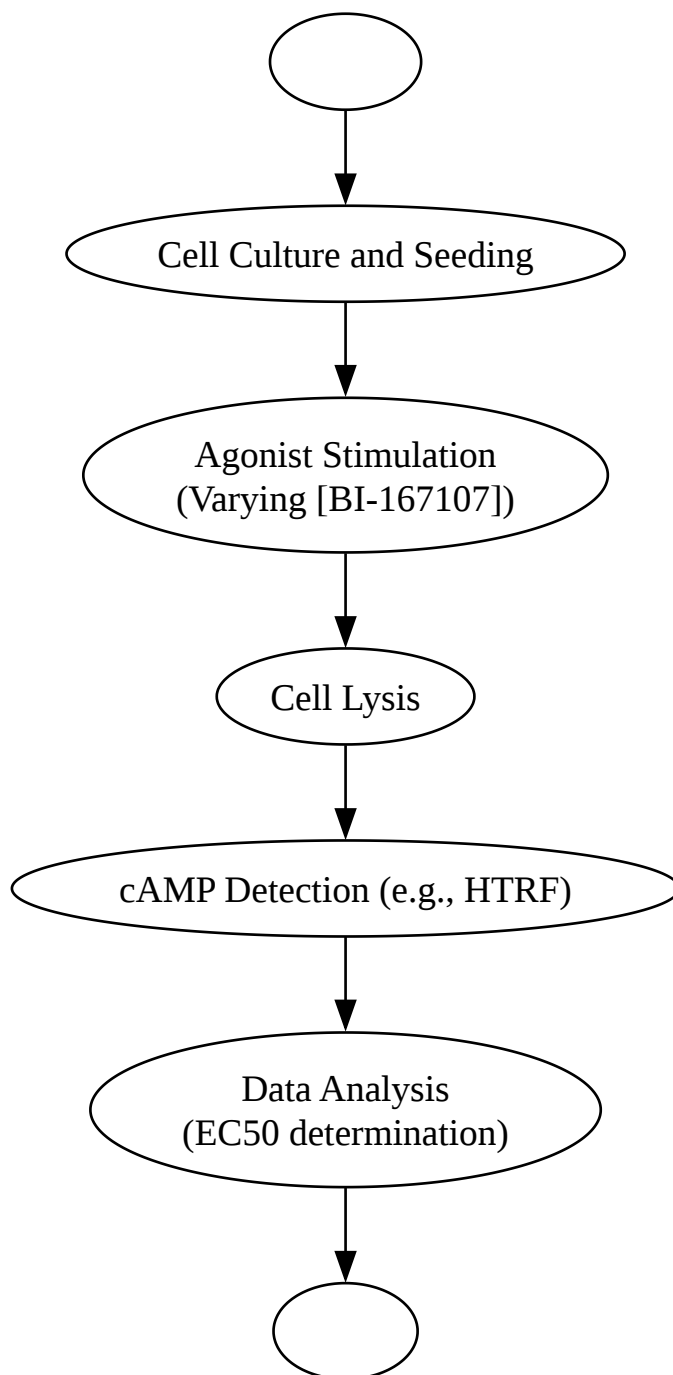 Cell Culture and Seeding
Agonist Stimulation
(Varying [BI-167107])
Cell Lysis
cAMP Detection (e.g., HTRF)
Data Analysis
(EC50 determination)